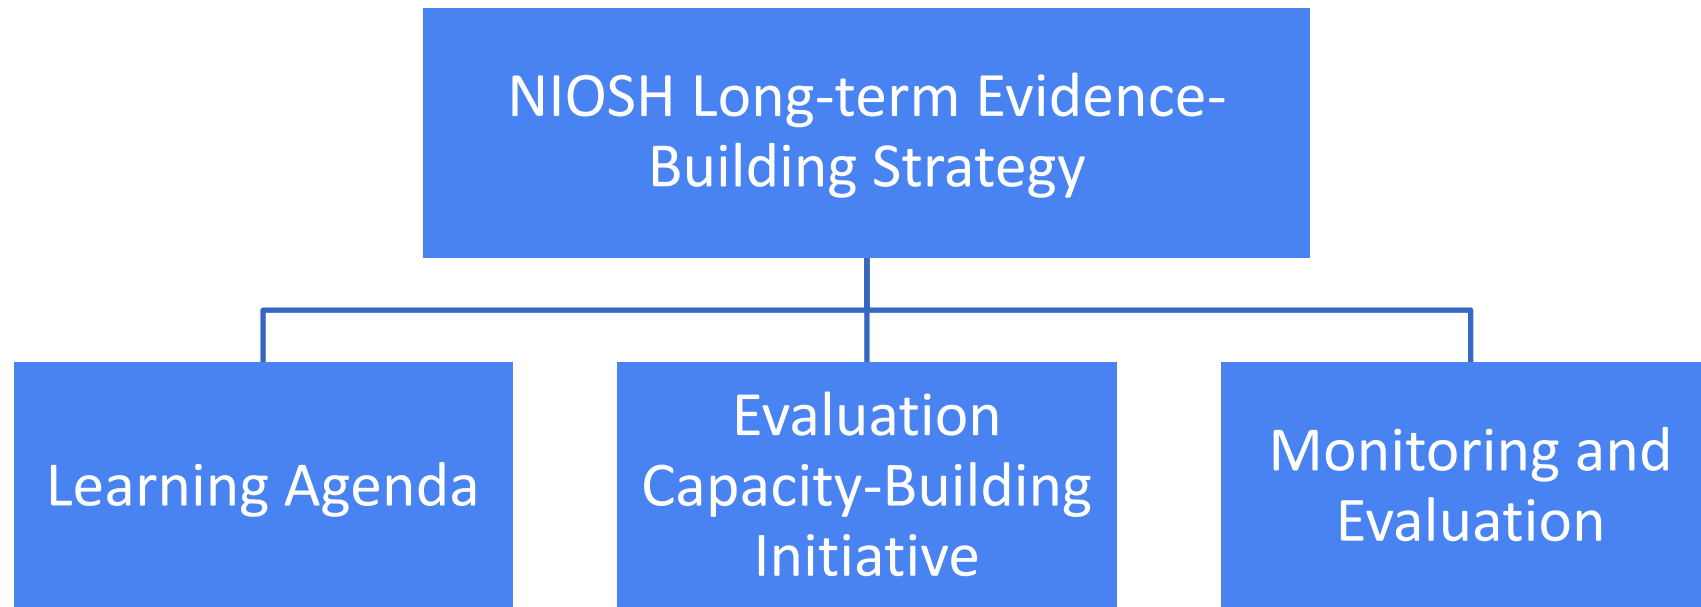 NIOSH Long-term Evidence-
Building Strategy
Learning Agenda
Evaluation
Capacity-Building
Initiative
Monitoring and
Evaluation